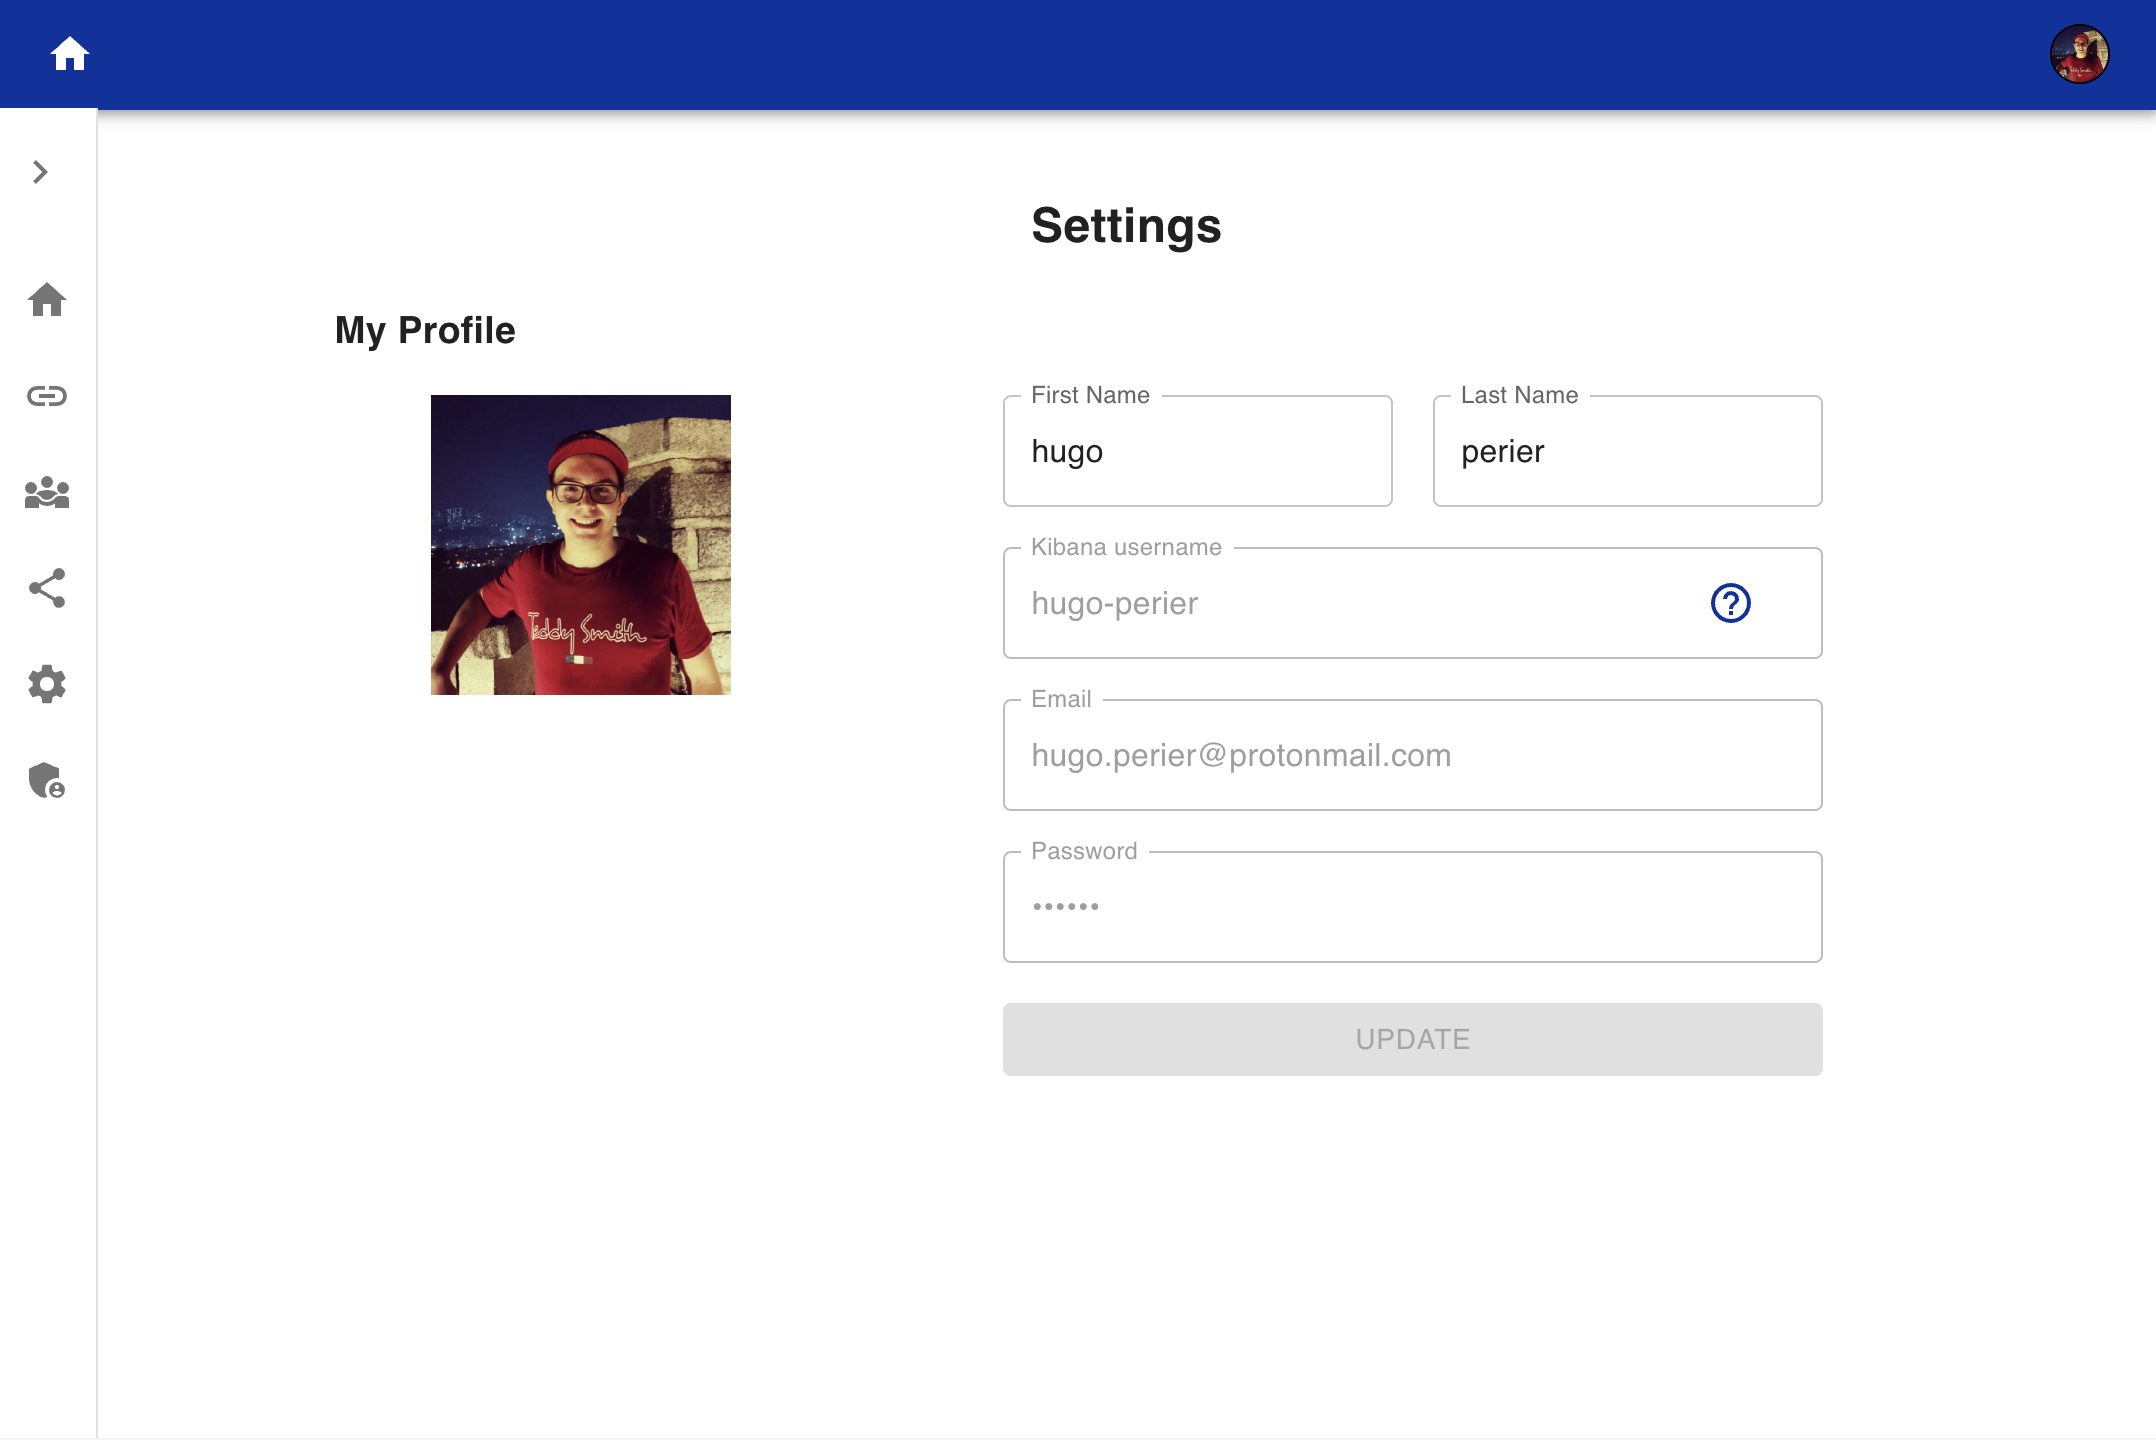 Settings
My Profile
First Name
hugo
Last Name
perier
Kibana username
hugo-perier
Email
hugo.perier@protonmail.com
Password
••••••
UPDATE
Teddy Smith